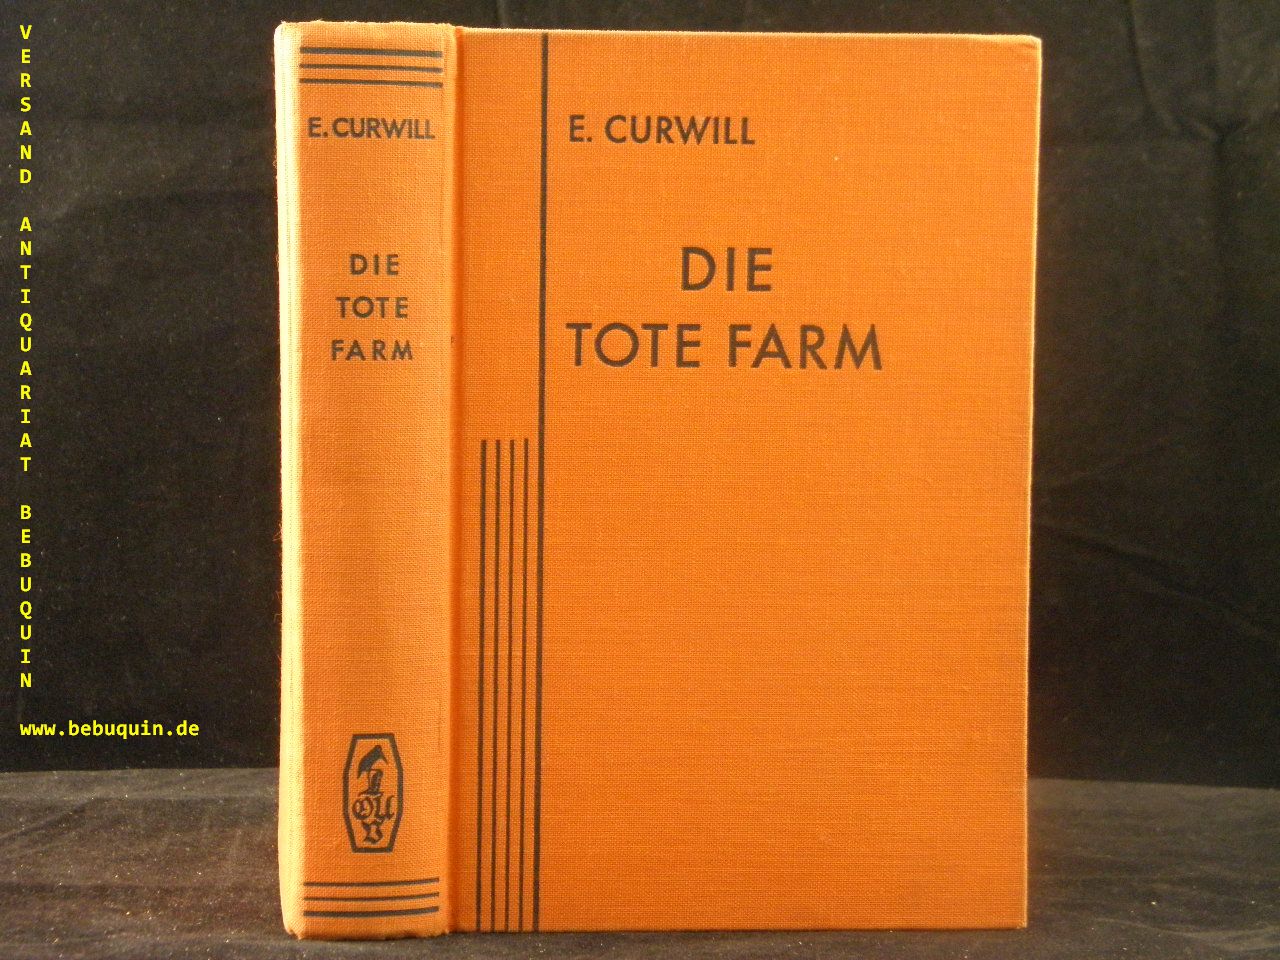 VERSAND ANTIQUARIAT BEBUQUIN
www.bebuquin.de
E. CURWILL
DIE
TOTE
FARM
E. CURWILL
DIE
TOTE FARM